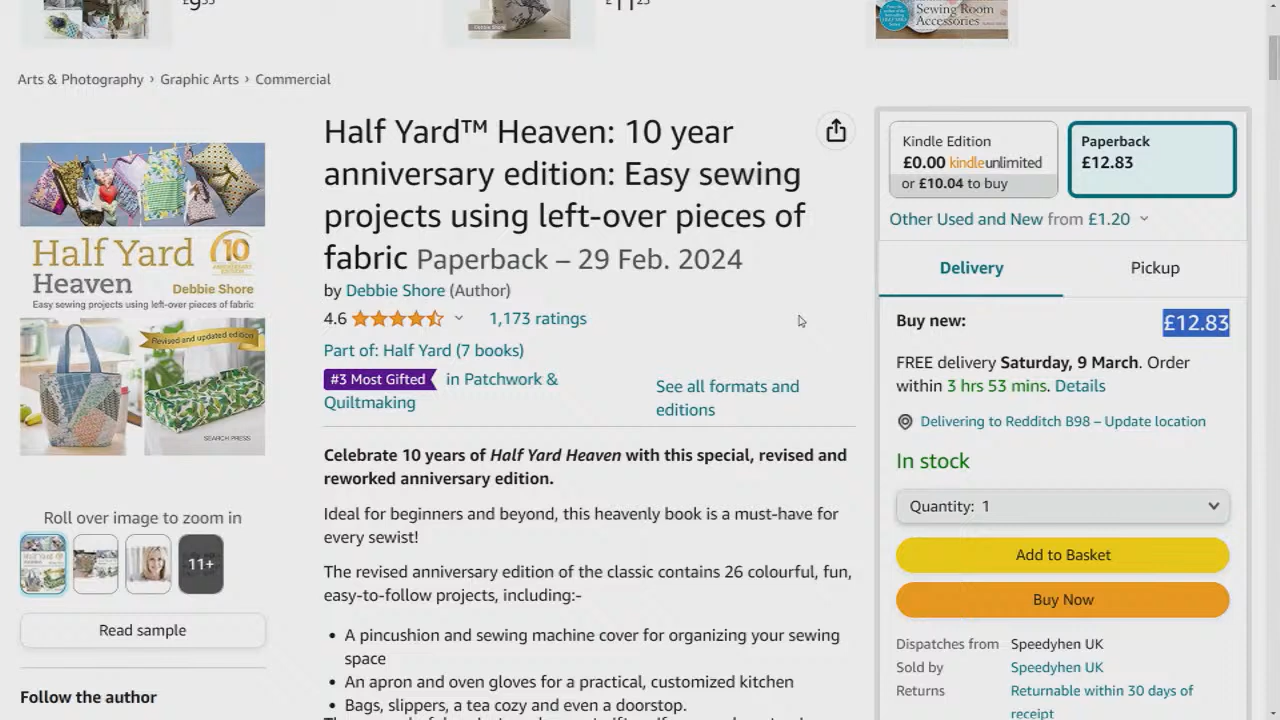 Debbie Shore
Sewing Room
Accessories
Arts & Photography › Graphic Arts › Commercial
Half Yard
10
ANNIVERSARY
EDITION
Heaven
Debbie Shore
Easy sewing projects using left-over pieces of fabric
Revised and updated edition
SEARCH PRESS
Roll over image to zoom in
11+
Read sample
Follow the author
Half Yard™ Heaven: 10 year
anniversary edition: Easy sewing
projects using left-over pieces of
fabric Paperback – 29 Feb. 2024
by Debbie Shore (Author)
4.6
1,173 ratings
Part of: Half Yard (7 books)
#3 Most Gifted in Patchwork &
Quiltmaking
See all formats and
editions
Celebrate 10 years of Half Yard Heaven with this special, revised and
reworked anniversary edition.
Ideal for beginners and beyond, this heavenly book is a must-have for
every sewist!
The revised anniversary edition of the classic contains 26 colourful, fun,
easy-to-follow projects, including:-
• A pincushion and sewing machine cover for organizing your sewing
space
• An apron and oven gloves for a practical, customized kitchen
• Bags, slippers, a tea cozy and even a doorstop.
Kindle Edition
£0.00 kindleunlimited
or £10.04 to buy
Paperback
£12.83
Other Used and New from £1.20
Delivery
Pickup
Buy new:
£12.83
FREE delivery Saturday, 9 March. Order
within 3 hrs 53 mins. Details
Delivering to Redditch B98 – Update location
In stock
Quantity: 1
Add to Basket
Buy Now
Dispatches from Speedyhen UK
Sold by Speedyhen UK
Returns Returnable within 30 days of
receipt